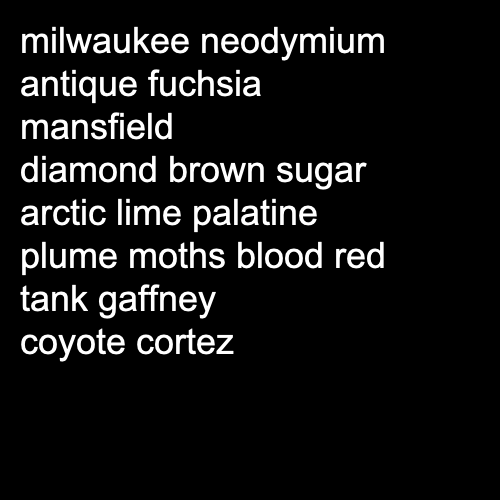 milwaukee neodymium
antique fuchsia
mansfield
diamond brown sugar
arctic lime palatine
plume moths blood red
tank gaffney
coyote cortez